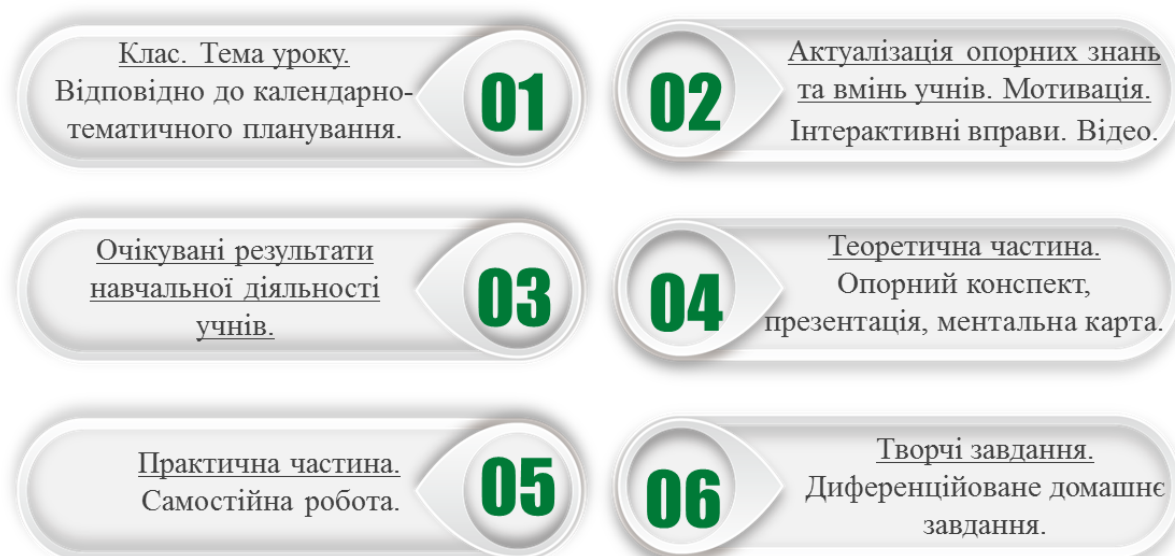 Клас. Тема уроку.
Відповідно до календарно-
тематичного планування.
01
02
Актуалізація опорних знань
та вмінь учнів. Мотивація.
Інтерактивні вправи. Відео.
Очікувані результати
навчальної діяльності
учнів.
03
04
Теоретична частина.
Опорний конспект,
презентація, ментальна карта.
Практична частина.
Самостійна робота.
05
06
Творчі завдання.
Диференційоване домашнє
завдання.